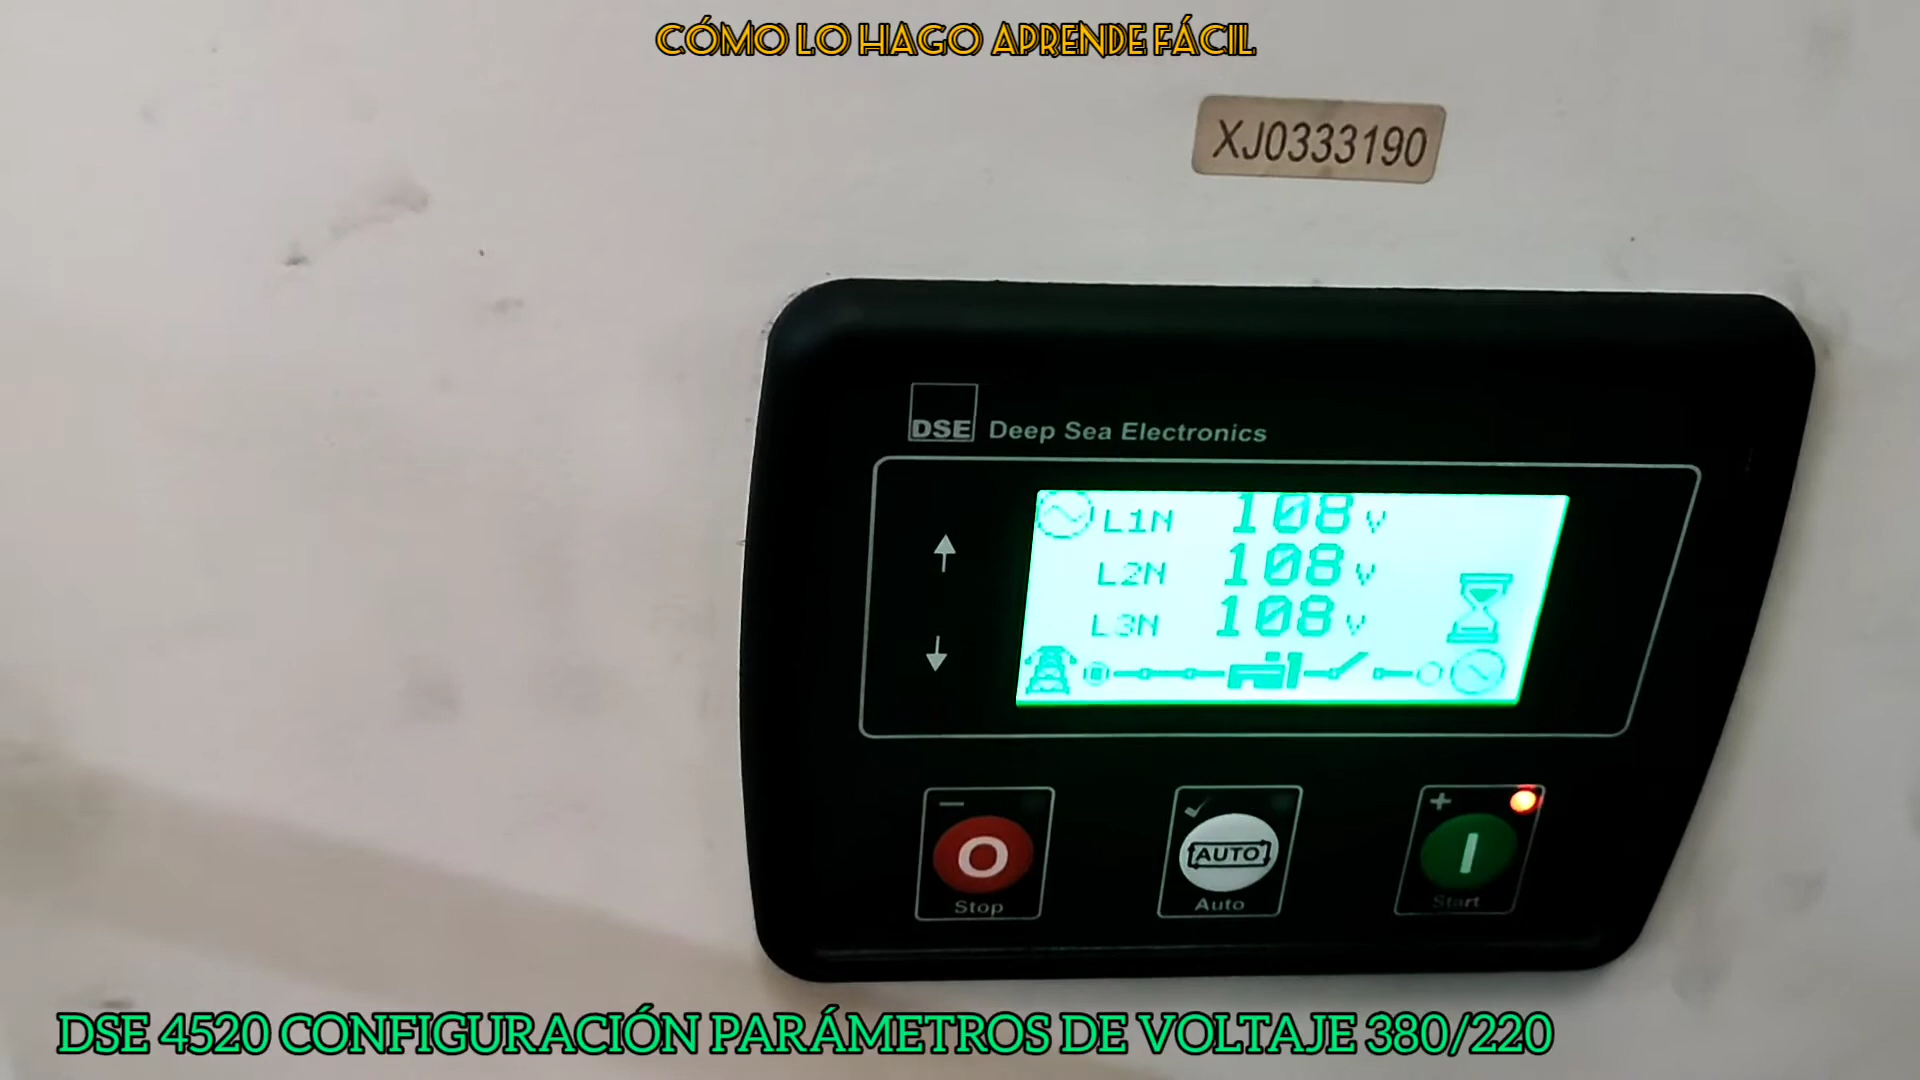 CÓMO LO HAGO APRENDE FÁCIL
XJ0333190
DSE Deep Sea Electronics
L1N 108 V
L2N 108 V
L3N 108 V
Stop
AUTO
Auto
Start
DSE 4520 CONFIGURACIÓN PARÁMETROS DE VOLTAJE 380/220